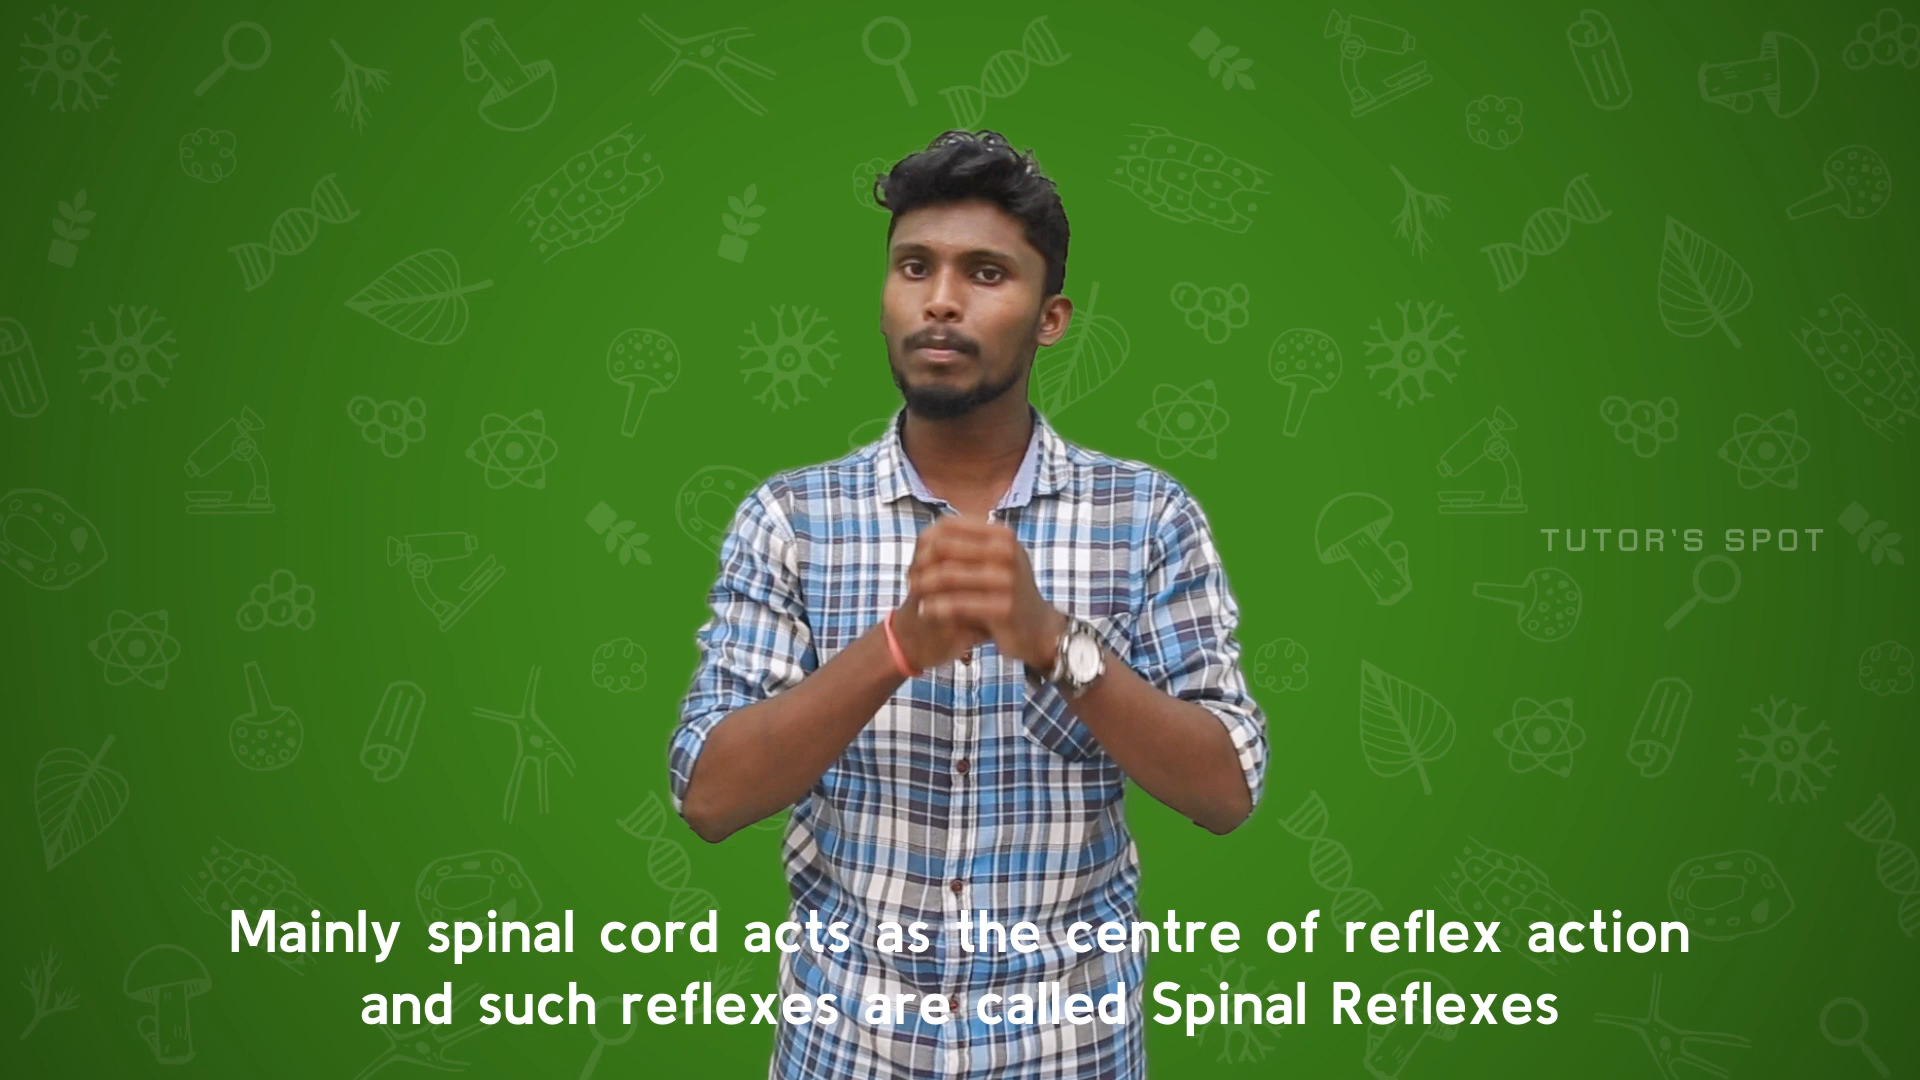 TUTOR'S SPOT
Mainly spinal cord acts as the centre of reflex action
and such reflexes are called Spinal Reflexes